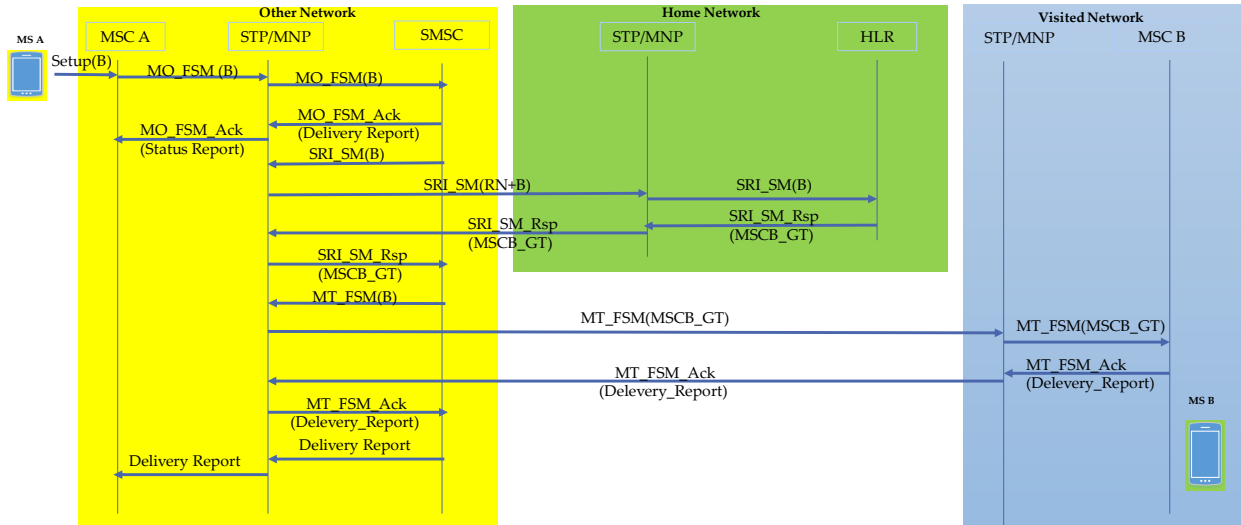 Other Network
Home Network
Visited Network
MS A
MSC A
STP/MNP
SMSC
STP/MNP
HLR
STP/MNP
MSC B
Setup(B)
MO_FSM (B)
MO_FSM(B)
MO_FSM_Ack
(Delivery Report)
MO_FSM_Ack
(Status Report)
SRI_SM(B)
SRI_SM(RN+B)
SRI_SM(B)
SRI_SM_Rsp
(MSCB_GT)
SRI_SM_Rsp
(MSCB_GT)
SRI_SM_Rsp
(MSCB_GT)
MT_FSM(B)
MT_FSM(MSCB_GT)
MT_FSM(MSCB_GT)
MT_FSM_Ack
(Delevery_Report)
MT_FSM_Ack
(Delevery_Report)
MT_FSM_Ack
(Delevery_Report)
MS B
Delivery Report
Delivery Report